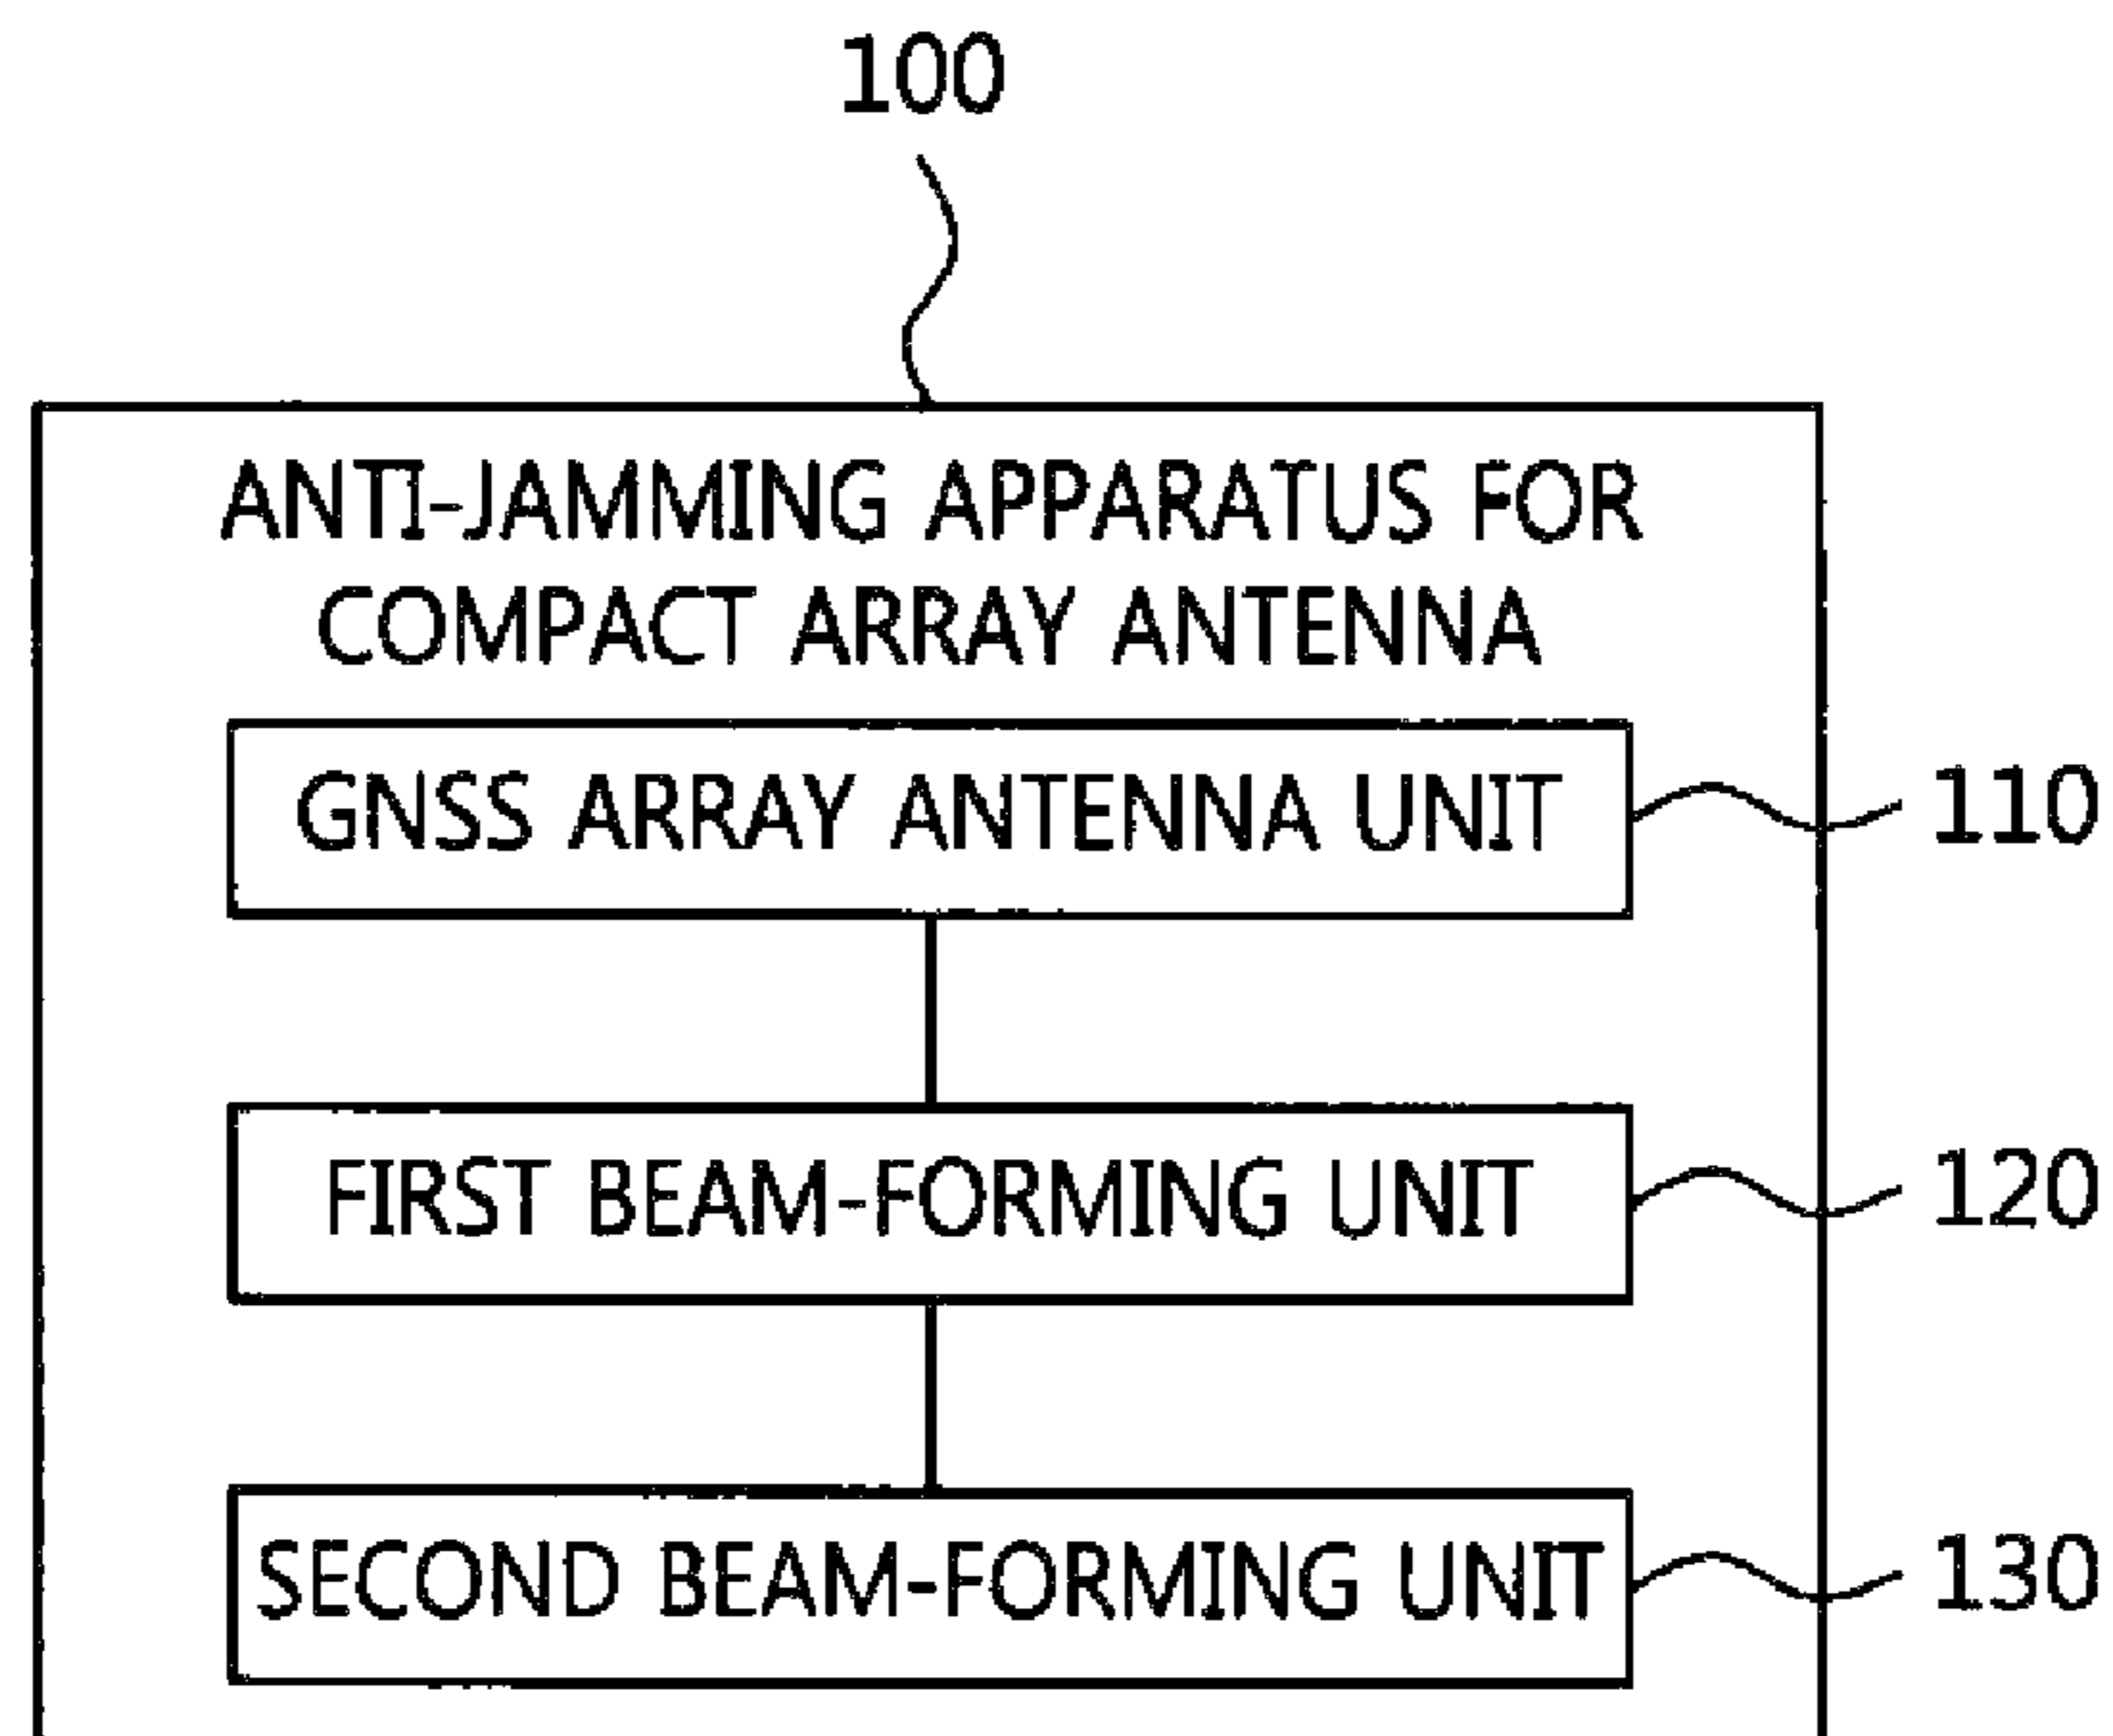 100
ANTI-JAMMING APPARATUS FOR
COMPACT ARRAY ANTENNA
GNSS ARRAY ANTENNA UNIT
110
FIRST BEAM-FORMING UNIT
120
SECOND BEAM-FORMING UNIT
130